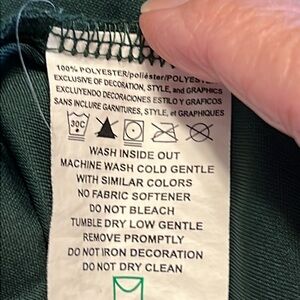 100% POLYESTER/poliéster/POLYESTER
EXCLUSIVE OF DECORATION, STYLE, and GRAPHICS
EXCLUYENDO DECORACIONES ESTILO Y GRAFICOS
SANS INCLURE GARNITURES, STYLE, et GRAPHIQUES
30C
WASH INSIDE OUT
MACHINE WASH COLD GENTLE
WITH SIMILAR COLORS
NO FABRIC SOFTENER
DO NOT BLEACH
TUMBLE DRY LOW GENTLE
REMOVE PROMPTLY
DO NOT IRON DECORATION
DO NOT DRY CLEAN